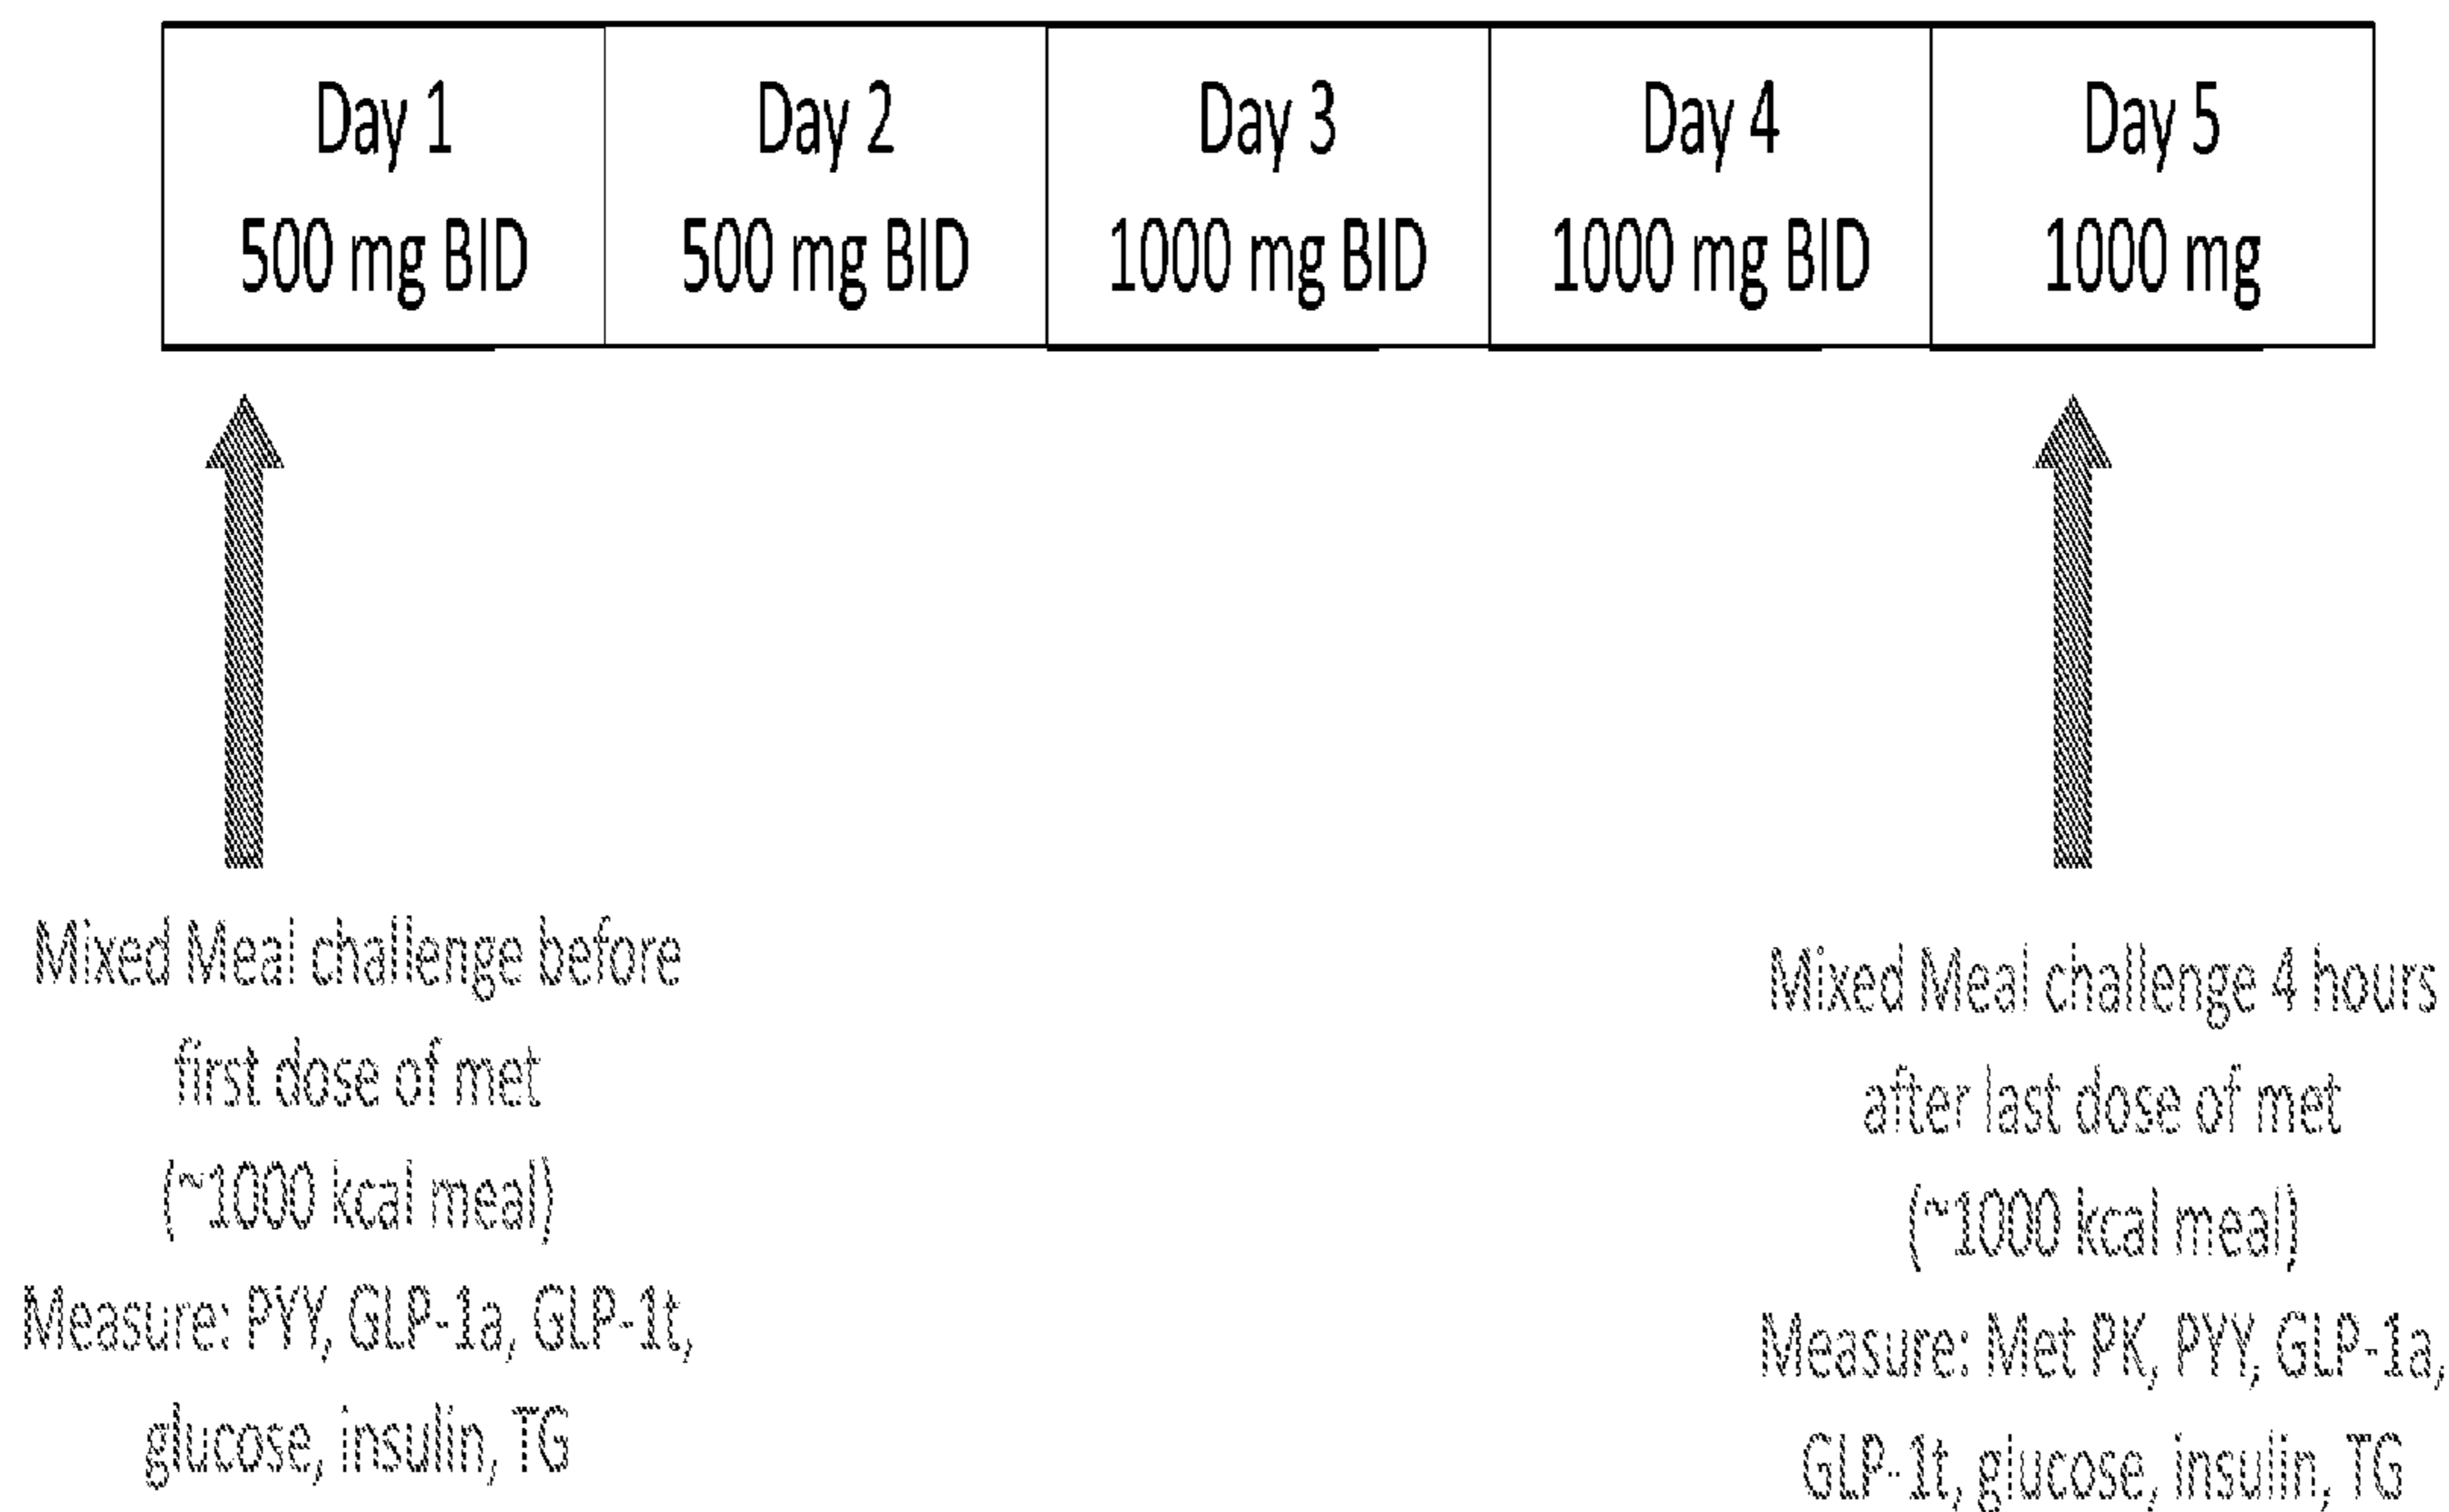 Day 1
500 mg BID
Day 2
500 mg BID
Day 3
1000 mg BID
Day 4
1000 mg BID
Day 5
1000 mg
Mixed Meal challenge before
first dose of met
(~1000 kcal meal)
Measure: PYY, GLP-1a, GLP-1t,
glucose, insulin, TG
Mixed Meal challenge 4 hours
after last dose of met
(~1000 kcal meal)
Measure: Met PK, PYY, GLP-1a,
GLP-1t, glucose, insulin, TG